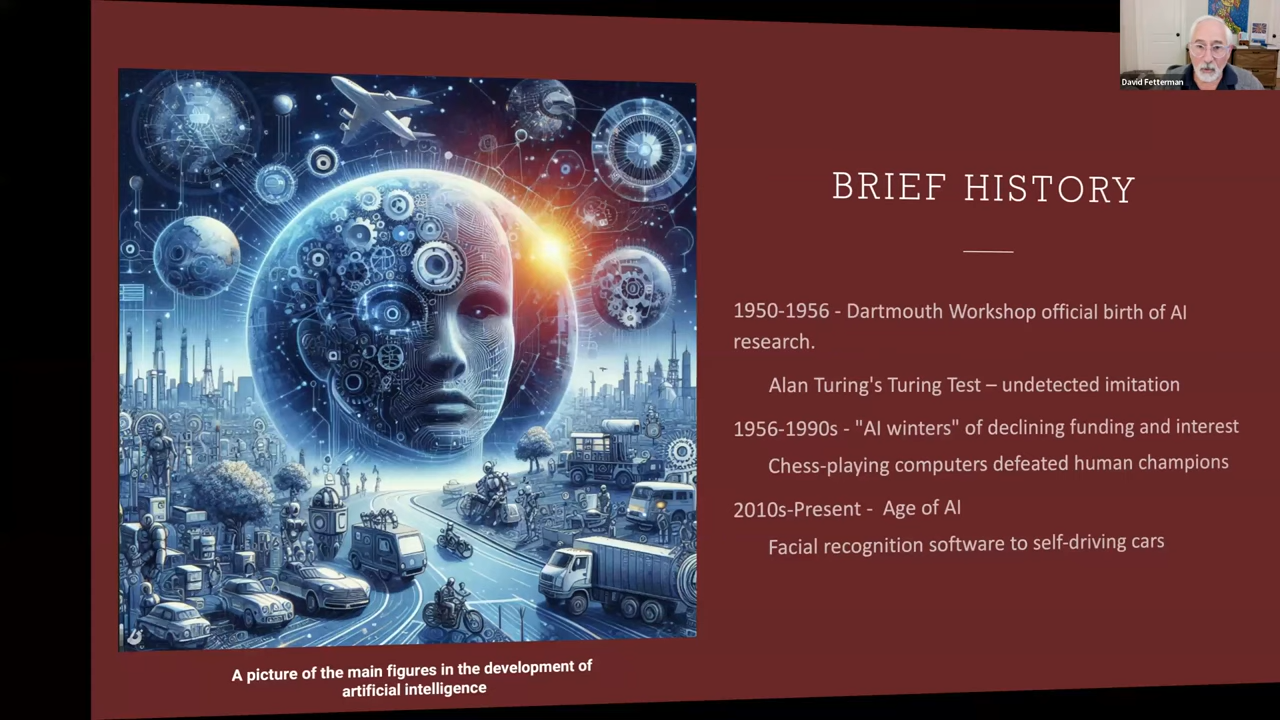 David Fetterman
BRIEF HISTORY
1950-1956 - Dartmouth Workshop official birth of AI
research.
Alan Turing's Turing Test – undetected imitation
1956-1990s - "AI winters" of declining funding and interest
Chess-playing computers defeated human champions
2010s-Present - Age of AI
Facial recognition software to self-driving cars
A picture of the main figures in the development of
artificial intelligence